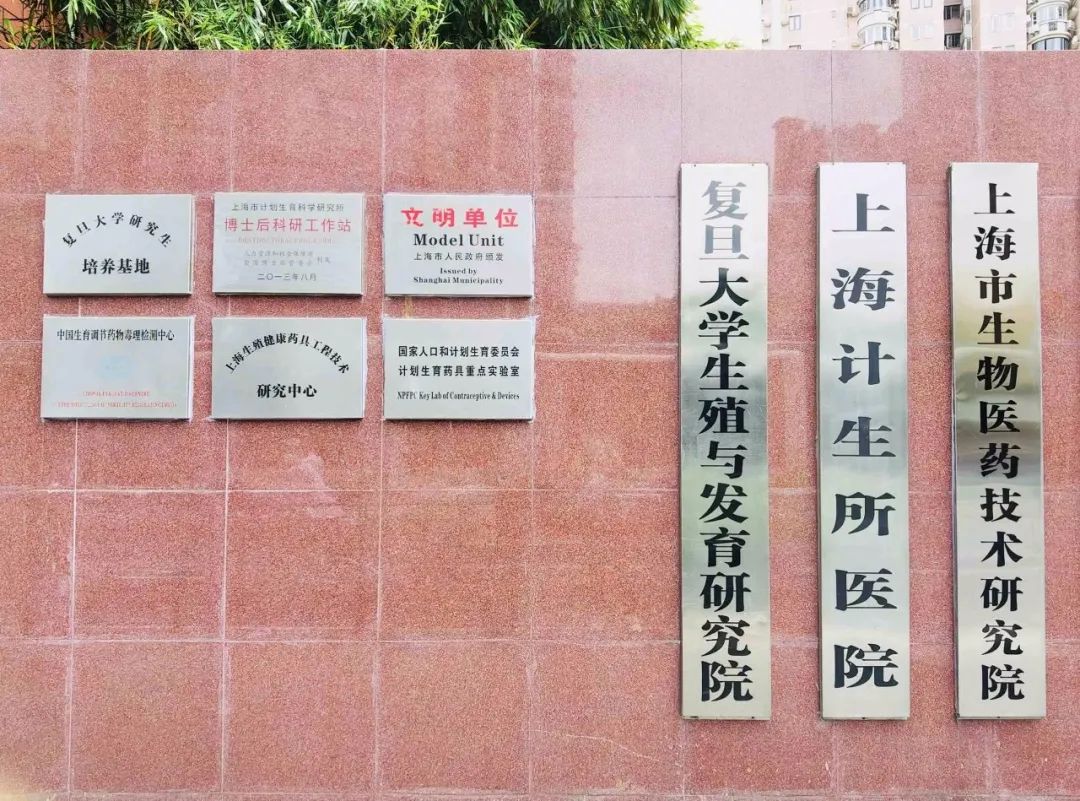 复旦大学研究生
培养基地
上海市计划生育科学研究所
博士后科研工作站
二〇一三年八月
文明单位
Model Unit
上海市人民政府颁发
Issued by
Shanghai Municipality
中国生育调节药物毒理检测中心
上海生殖健康药具工程技术
研究中心
国家人口和计划生育委员会
计划生育药具重点实验室
NPFPC Key Lab of Contraceptive & Devices
复旦大学生殖与发育研究院
上海计生所医院
上海市生物医药技术研究院